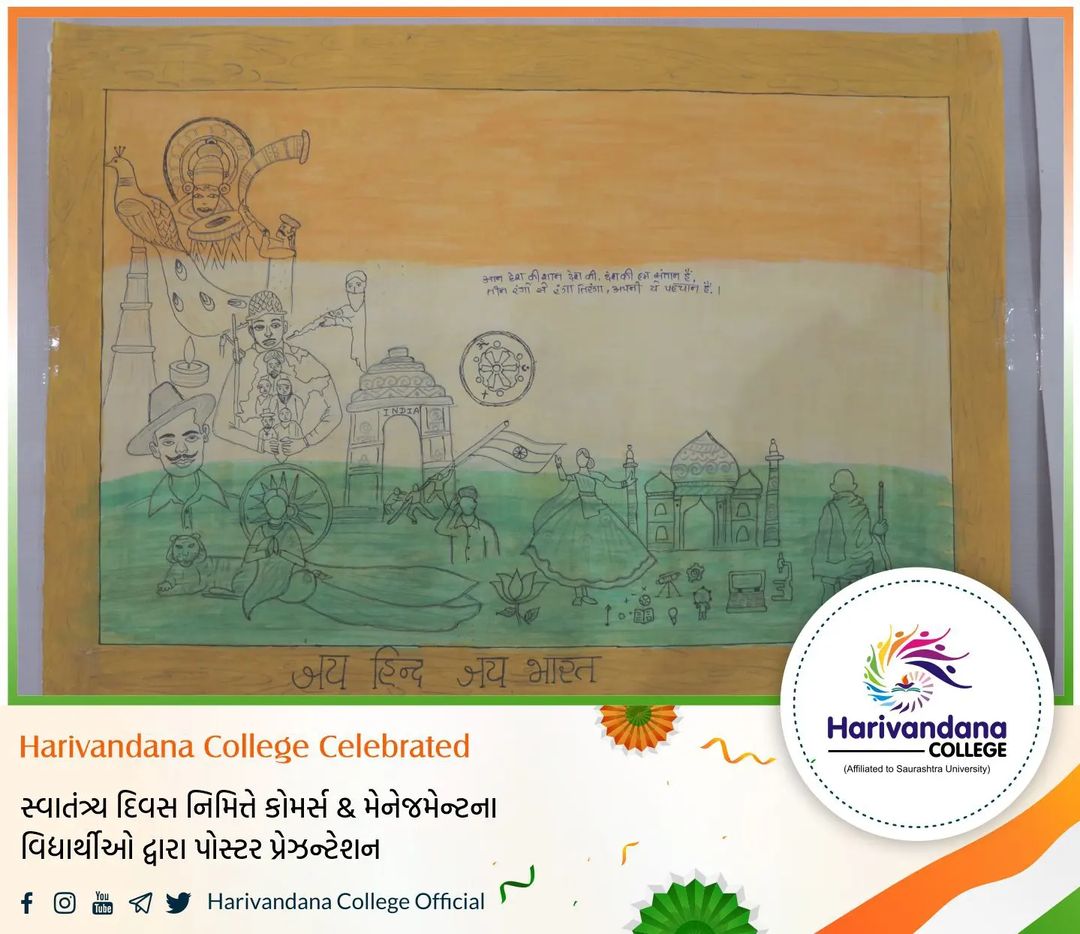 आन देश की शान देश की, देश की हम संतान हैं,
तीन रंगों से रंगा तिरंगा, अपनी ये पहचान हैं.।
INDIA
जय हिन्द जय भारत
Harivandana
COLLEGE
(Affiliated to Saurashtra University)
Harivandana College Celebrated
સ્વાતંત્ર્ય દિવસ નિમિત્તે કોમર્સ & મેનેજમેન્ટના
વિદ્યાર્થીઓ દ્વારા પોસ્ટર પ્રેઝન્ટેશન
You
Tube
Harivandana College Official